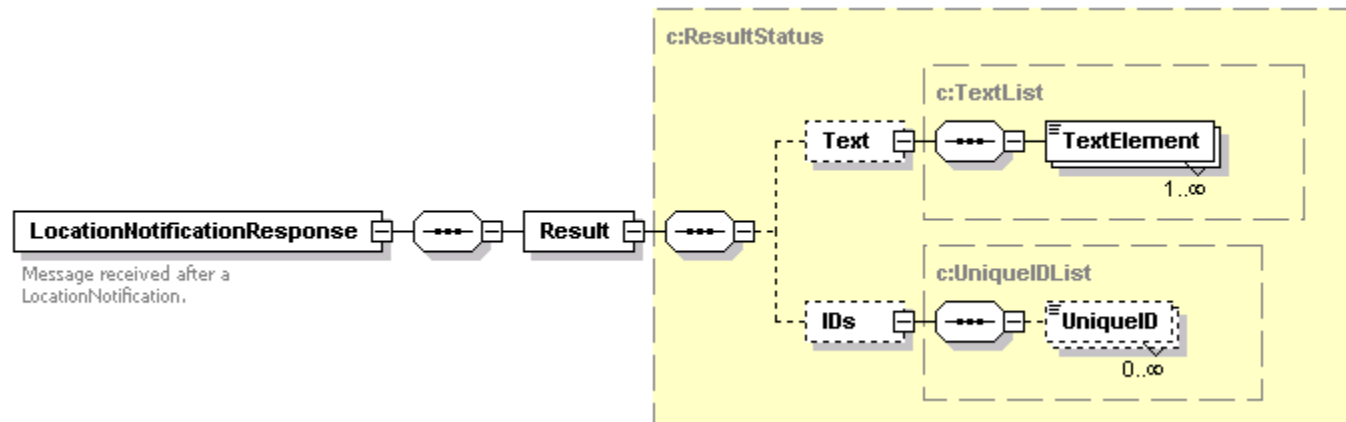 c:ResultStatus
c:TextList
Text
TextElement
1..∞
LocationNotificationResponse
Result
Message received after a
LocationNotification.
c:UniqueIDList
IDs
UniqueID
0..∞